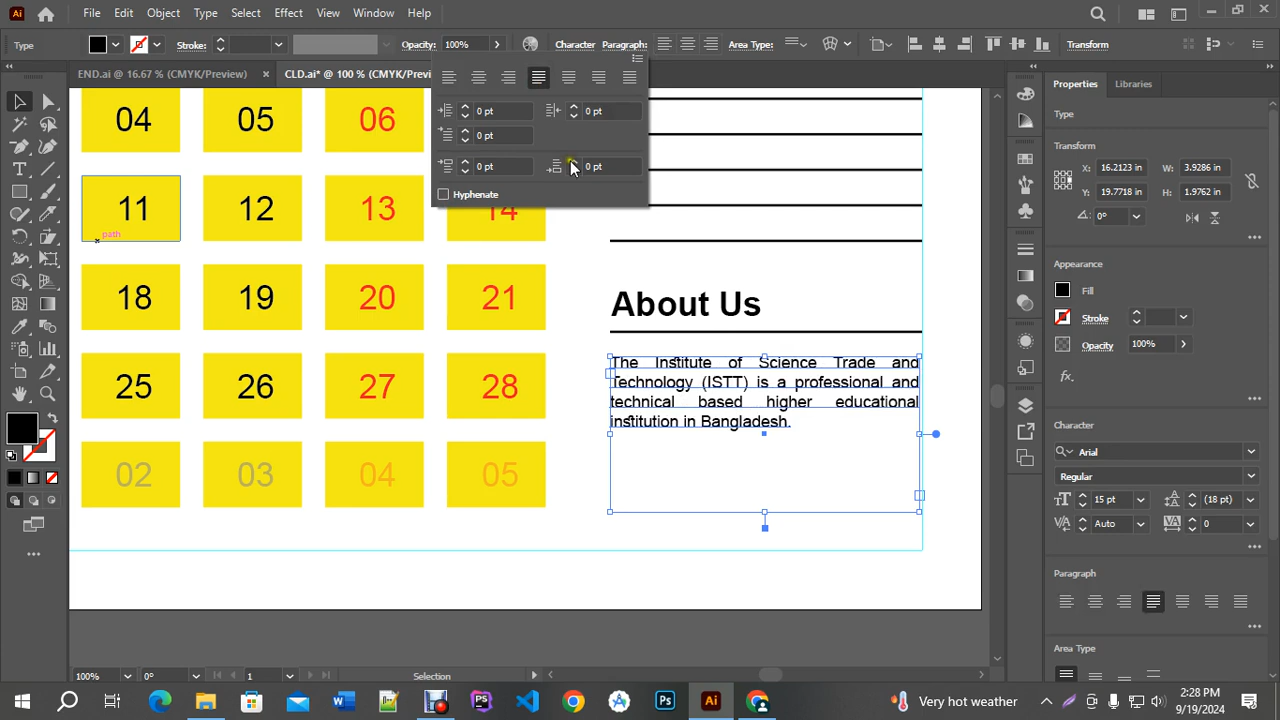 Ai
File
Edit
Object
Type
Select
Effect
View
Window
Help
Type
Stroke:
Opacity:
100%
Character
Paragraph:
Area Type:
Transform
END.ai @ 16.67 % (CMYK/Preview)
CLD.ai* @ 100 % (CMYK/Previ
0 pt
0 pt
0 pt
0 pt
0 pt
Hyphenate
04
05
06
11
12
13
14
path
18
19
20
21
25
26
27
28
02
03
04
05
About Us
The Institute of Science Trade and
Technology (ISTT) is a professional and
technical based higher educational
institution in Bangladesh.
Properties
Libraries
Type
Transform
X:
16.2123 in
W:
3.9286 in
Y:
19.7718 in
H:
1.9762 in
0°
Appearance
Fill
Stroke
Opacity
100%
fx.
Character
Arial
Regular
15 pt
(18 pt)
Auto
0
Paragraph
Area Type
100%
0°
1
Selection
Very hot weather
2:28 PM
9/19/2024